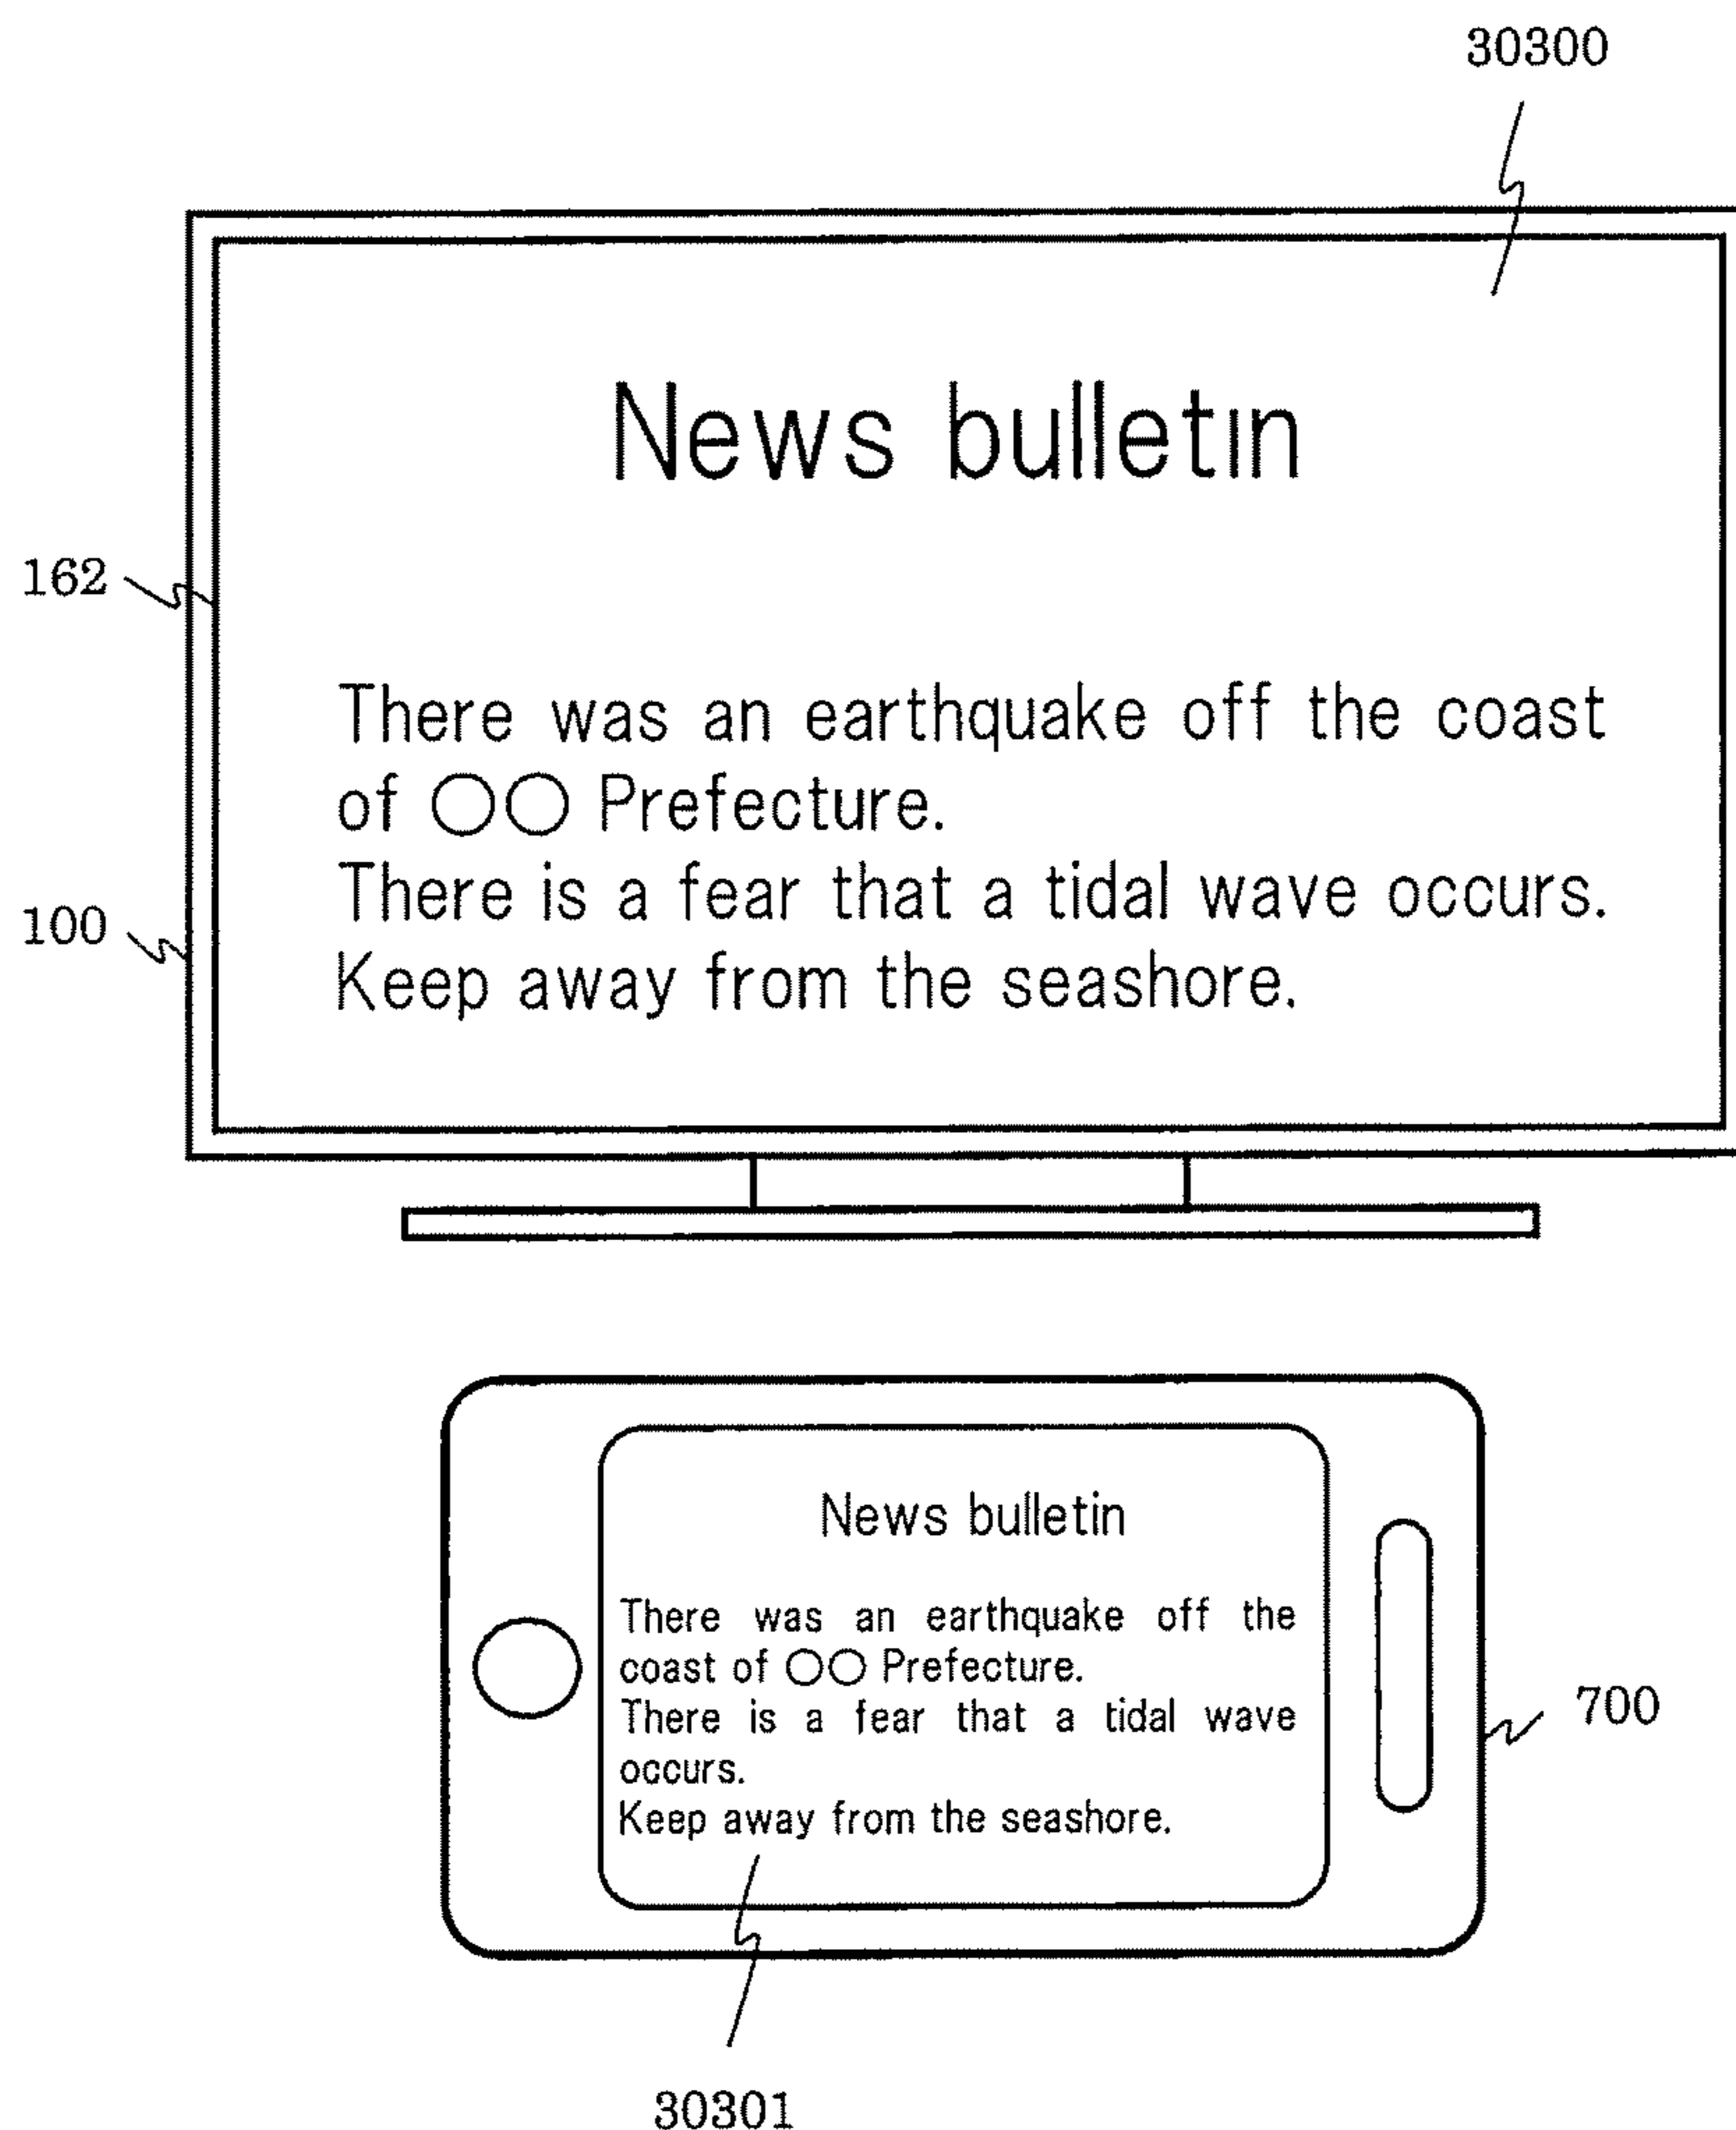 30300
News bulletin
162
There was an earthquake off the coast
of ○○ Prefecture.
There is a fear that a tidal wave occurs.
100
Keep away from the seashore.
News bulletin
There was an earthquake off the
coast of ○○ Prefecture.
There is a fear that a tidal wave
occurs.
Keep away from the seashore.
700
30301